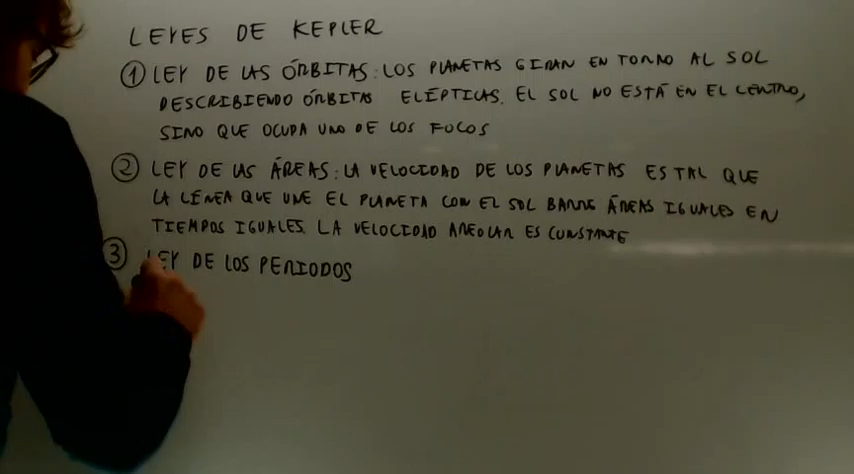 LEYES DE KEPLER
① LEY DE LAS ÓRBITAS: LOS PLANETAS GIRAN EN TORNO AL SOL
DESCRIBIENDO ÓRBITAS ELÍPTICAS. EL SOL NO ESTÁ EN EL CENTRO,
SINO QUE OCUPA UNO DE LOS FOCOS
② LEY DE LAS ÁREAS: LA VELOCIDAD DE LOS PLANETAS ES TAL QUE
LA LÍNEA QUE UNE EL PLANETA CON EL SOL BARRE ÁREAS IGUALES EN
TIEMPOS IGUALES. LA VELOCIDAD AREOLAR ES CONSTANTE
③ LEY DE LOS PERIODOS